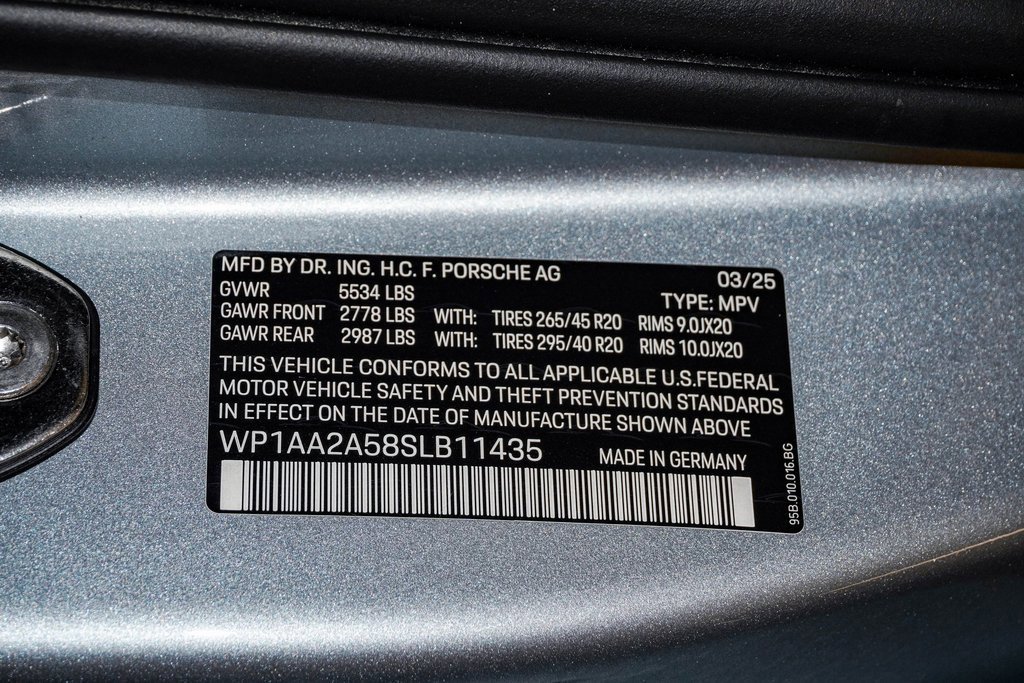 MFD BY DR. ING. H.C. F. PORSCHE AG 03/25
GVWR 5534 LBS TYPE: MPV
GAWR FRONT 2778 LBS WITH: TIRES 265/45 R20 RIMS 9.0JX20
GAWR REAR 2987 LBS WITH: TIRES 295/40 R20 RIMS 10.0JX20
THIS VEHICLE CONFORMS TO ALL APPLICABLE U.S.FEDERAL
MOTOR VEHICLE SAFETY AND THEFT PREVENTION STANDARDS
IN EFFECT ON THE DATE OF MANUFACTURE SHOWN ABOVE
WP1AA2A58SLB11435 MADE IN GERMANY
95B.010.016.BG